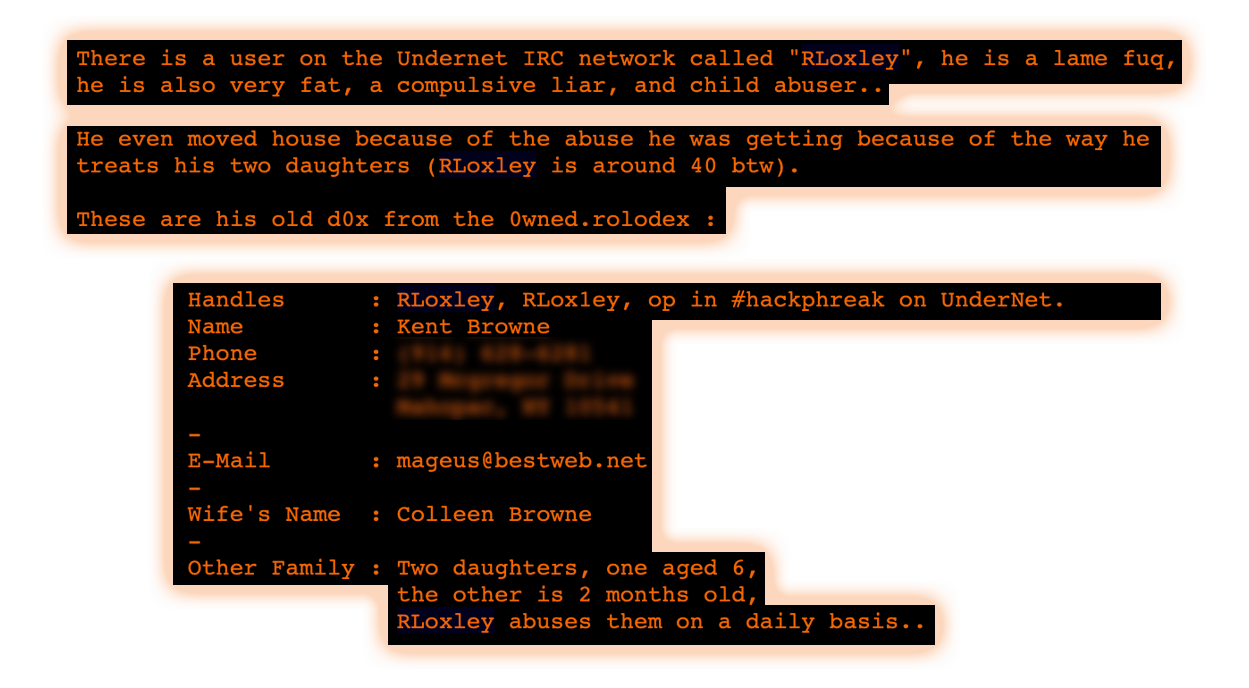 There is a user on the Undernet IRC network called "RLoxley", he is a lame fuq,
he is also very fat, a compulsive liar, and child abuser..
He even moved house because of the abuse he was getting because of the way he
treats his two daughters (RLoxley is around 40 btw).
These are his old d0x from the 0wned.rolodex :
Handles : RLoxley, RLox1ey, op in #hackphreak on UnderNet.
Name : Kent Browne
Phone :
Address :
-
E-Mail : mageus@bestweb.net
-
Wife's Name : Colleen Browne
-
Other Family : Two daughters, one aged 6,
the other is 2 months old,
RLoxley abuses them on a daily basis..